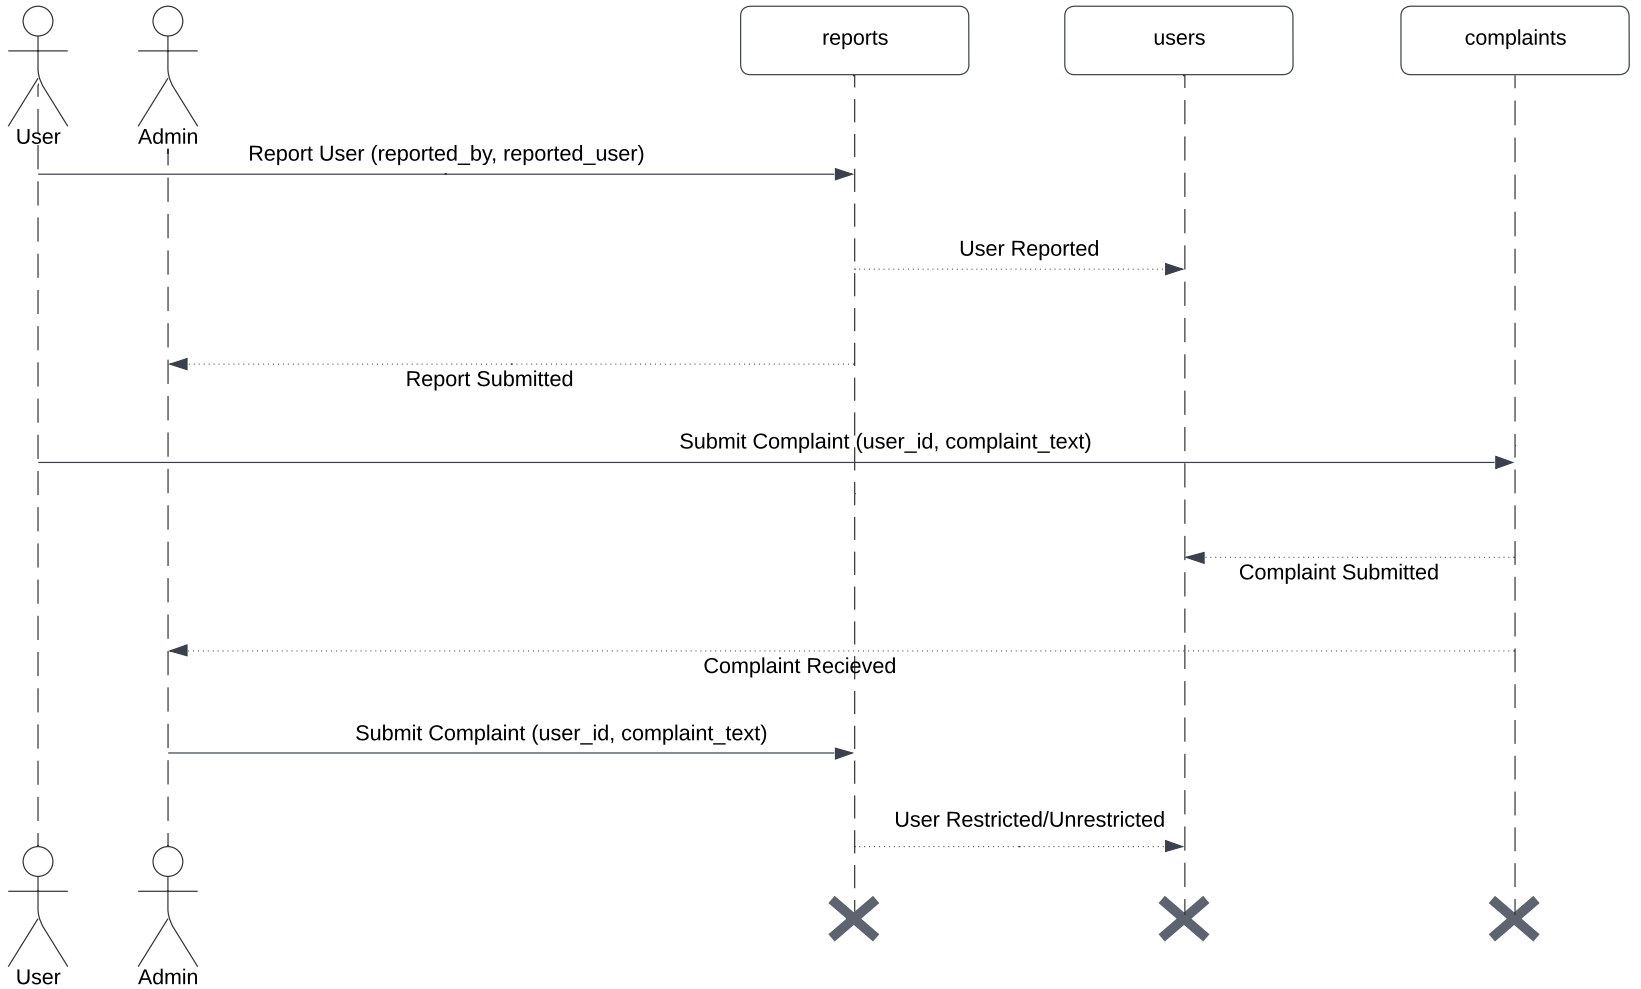 User
Admin
reports
users
complaints
Report User (reported_by, reported_user)
User Reported
Report Submitted
Submit Complaint (user_id, complaint_text)
Complaint Submitted
Complaint Recieved
Submit Complaint (user_id, complaint_text)
User Restricted/Unrestricted
User
Admin